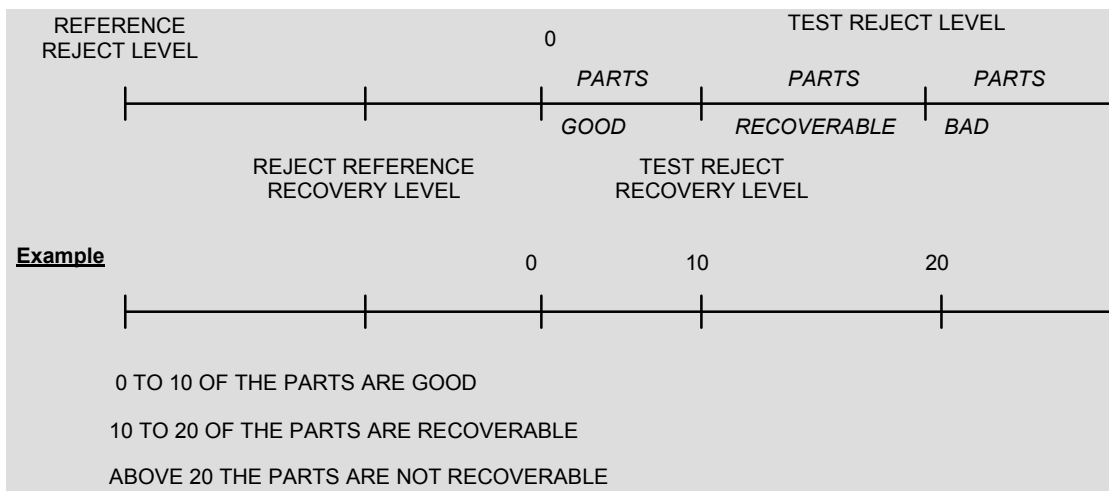 REFERENCE
REJECT LEVEL
0
TEST REJECT LEVEL
PARTS PARTS PARTS
GOOD RECOVERABLE BAD
REJECT REFERENCE
RECOVERY LEVEL
TEST REJECT
RECOVERY LEVEL
Example
0 10 20
0 TO 10 OF THE PARTS ARE GOOD
10 TO 20 OF THE PARTS ARE RECOVERABLE
ABOVE 20 THE PARTS ARE NOT RECOVERABLE